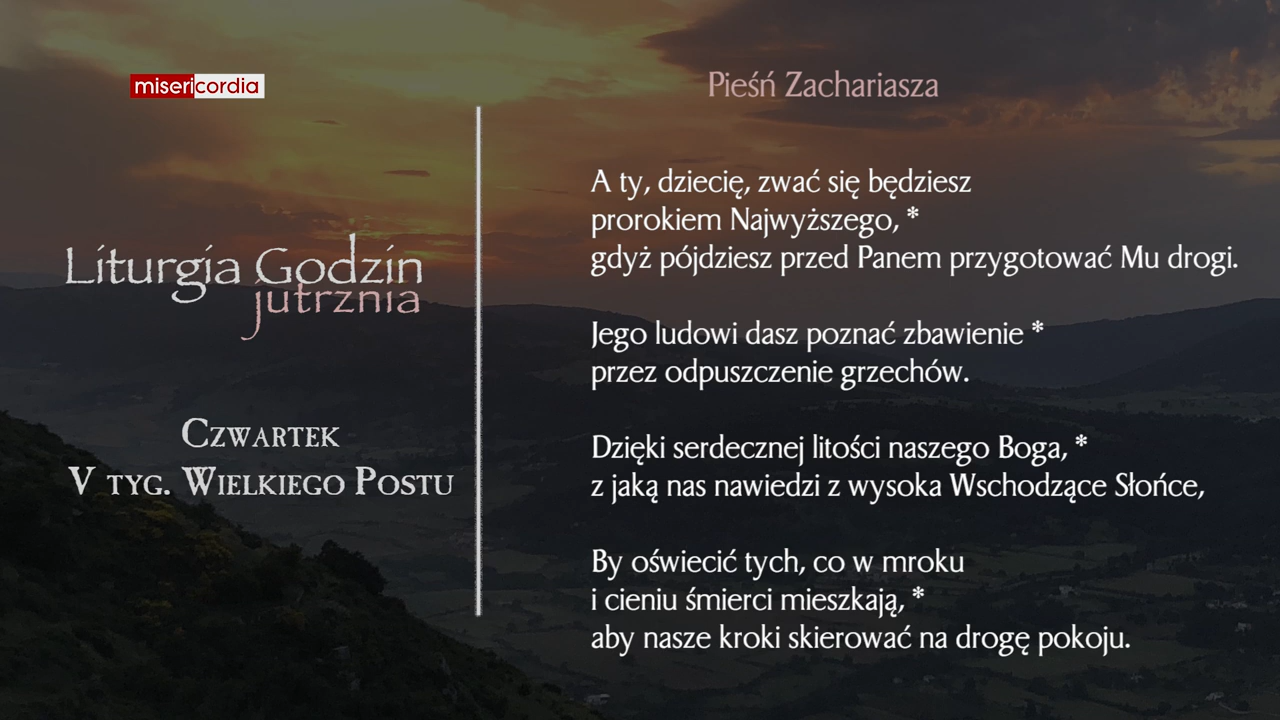 misericordia
Liturgia Godzin
jutrznia
Czwartek
V tyg. Wielkiego Postu
Pieśń Zachariasza
A ty, dziecię, zwać się będziesz
prorokiem Najwyższego, *
gdyż pójdziesz przed Panem przygotować Mu drogi.
Jego ludowi dasz poznać zbawienie *
przez odpuszczenie grzechów.
Dzięki serdecznej litości naszego Boga, *
z jaką nas nawiedzi z wysoka Wschodzące Słońce,
By oświecić tych, co w mroku
i cieniu śmierci mieszkają, *
aby nasze kroki skierować na drogę pokoju.